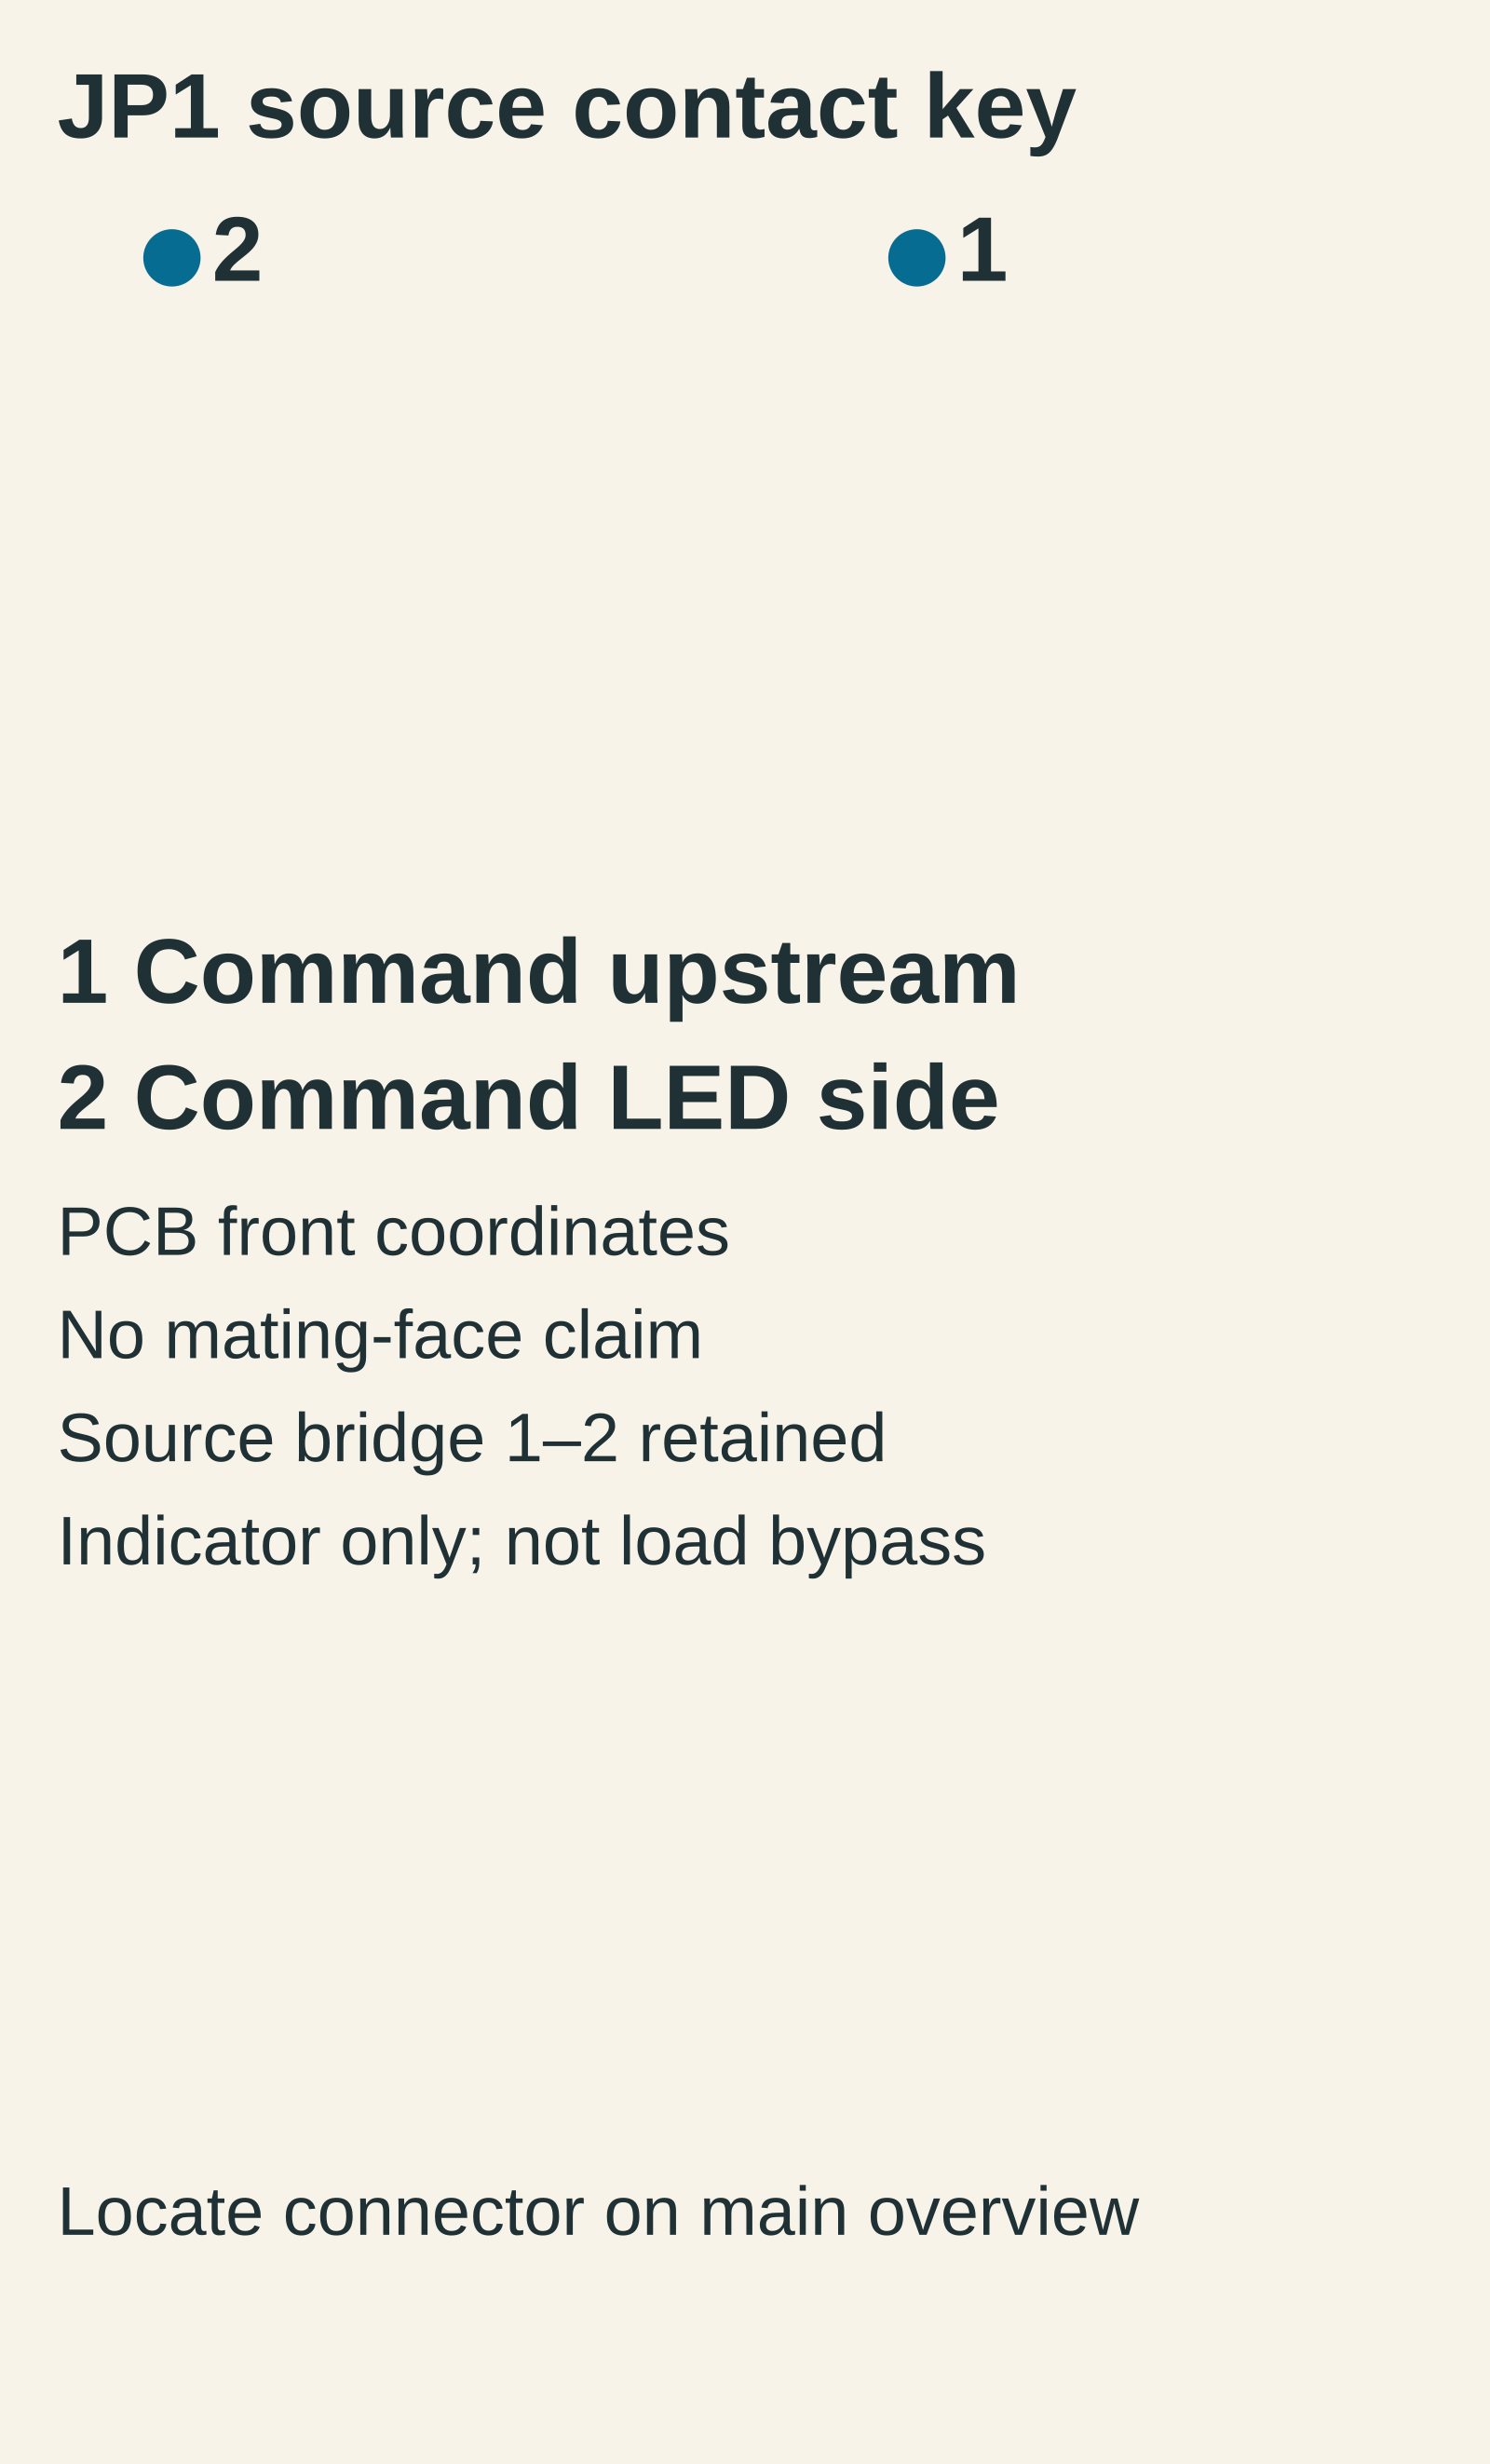 JP1 source contact key
2 1
1 Command upstream
2 Command LED side
PCB front coordinates
No mating-face claim
Source bridge 1–2 retained
Indicator only; not load bypass
Locate connector on main overview